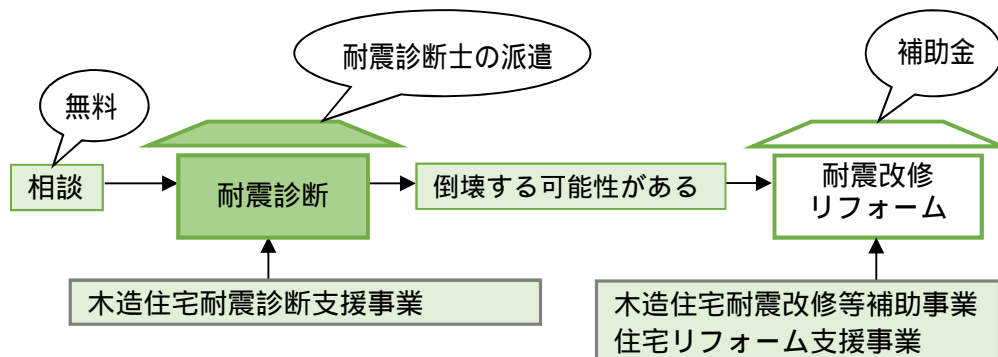 耐震診断士の派遣
補助金
無料
相談
耐震診断
倒壊する可能性がある
耐震改修
リフォーム
木造住宅耐震診断支援事業
木造住宅耐震改修等補助事業
住宅リフォーム支援事業